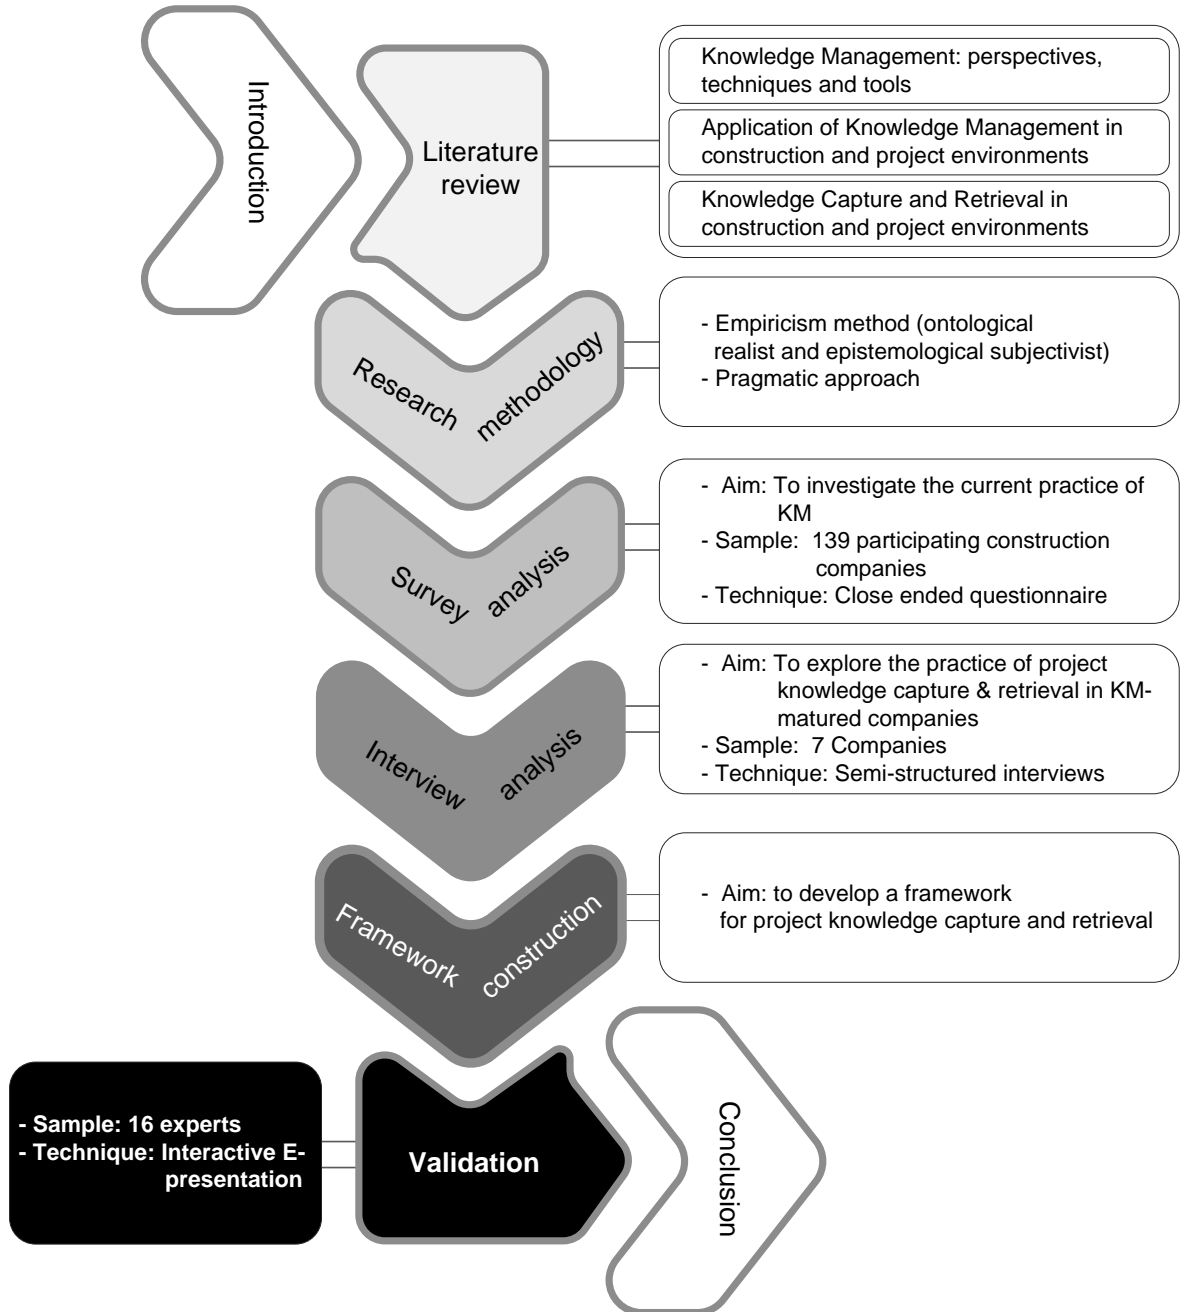 Introduction
Literature
review
Knowledge Management: perspectives,
techniques and tools
Application of Knowledge Management in
construction and project environments
Knowledge Capture and Retrieval in
construction and project environments
Research methodology
- Empiricism method (ontological
realist and epistemological subjectivist)
- Pragmatic approach
Survey analysis
- Aim: To investigate the current practice of
KM
- Sample: 139 participating construction
companies
- Technique: Close ended questionnaire
Interview analysis
- Aim: To explore the practice of project
knowledge capture & retrieval in KM-
matured companies
- Sample: 7 Companies
- Technique: Semi-structured interviews
Framework construction
- Aim: to develop a framework
for project knowledge capture and retrieval
- Sample: 16 experts
- Technique: Interactive E-
presentation
Validation
Conclusion